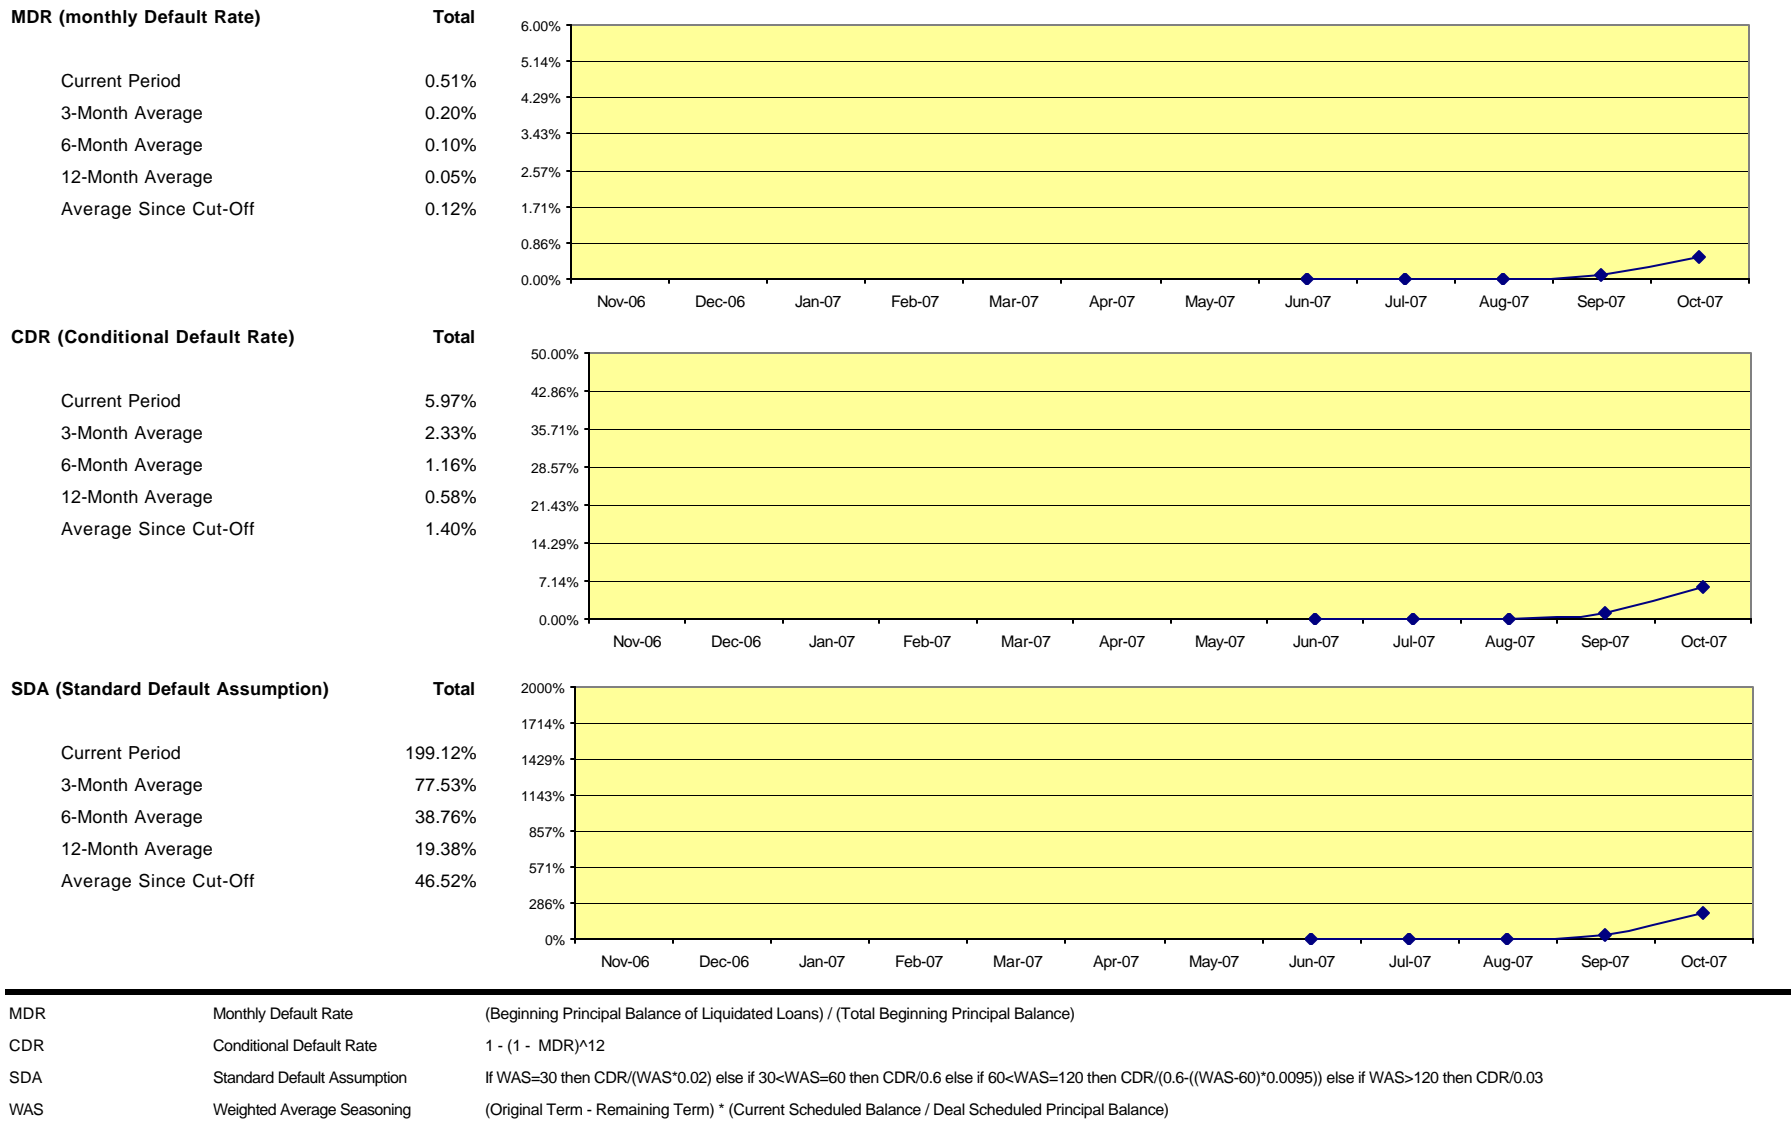 MDR (monthly Default Rate) Total
Current Period 0.51%
3-Month Average 0.20%
6-Month Average 0.10%
12-Month Average 0.05%
Average Since Cut-Off 0.12%
6.00%
5.14%
4.29%
3.43%
2.57%
1.71%
0.86%
0.00%
Nov-06 Dec-06 Jan-07 Feb-07 Mar-07 Apr-07 May-07 Jun-07 Jul-07 Aug-07 Sep-07 Oct-07
CDR (Conditional Default Rate) Total
Current Period 5.97%
3-Month Average 2.33%
6-Month Average 1.16%
12-Month Average 0.58%
Average Since Cut-Off 1.40%
50.00%
42.86%
35.71%
28.57%
21.43%
14.29%
7.14%
0.00%
Nov-06 Dec-06 Jan-07 Feb-07 Mar-07 Apr-07 May-07 Jun-07 Jul-07 Aug-07 Sep-07 Oct-07
SDA (Standard Default Assumption) Total
Current Period 199.12%
3-Month Average 77.53%
6-Month Average 38.76%
12-Month Average 19.38%
Average Since Cut-Off 46.52%
2000%
1714%
1429%
1143%
857%
571%
286%
0%
Nov-06 Dec-06 Jan-07 Feb-07 Mar-07 Apr-07 May-07 Jun-07 Jul-07 Aug-07 Sep-07 Oct-07
MDR Monthly Default Rate (Beginning Principal Balance of Liquidated Loans) / (Total Beginning Principal Balance)
CDR Conditional Default Rate 1 - (1 - MDR)^12
SDA Standard Default Assumption If WAS=30 then CDR/(WAS*0.02) else if 30<WAS=60 then CDR/0.6 else if 60<WAS=120 then CDR/(0.6-((WAS-60)*0.0095)) else if WAS>120 then CDR/0.03
WAS Weighted Average Seasoning (Original Term - Remaining Term) * (Current Scheduled Balance / Deal Scheduled Principal Balance)